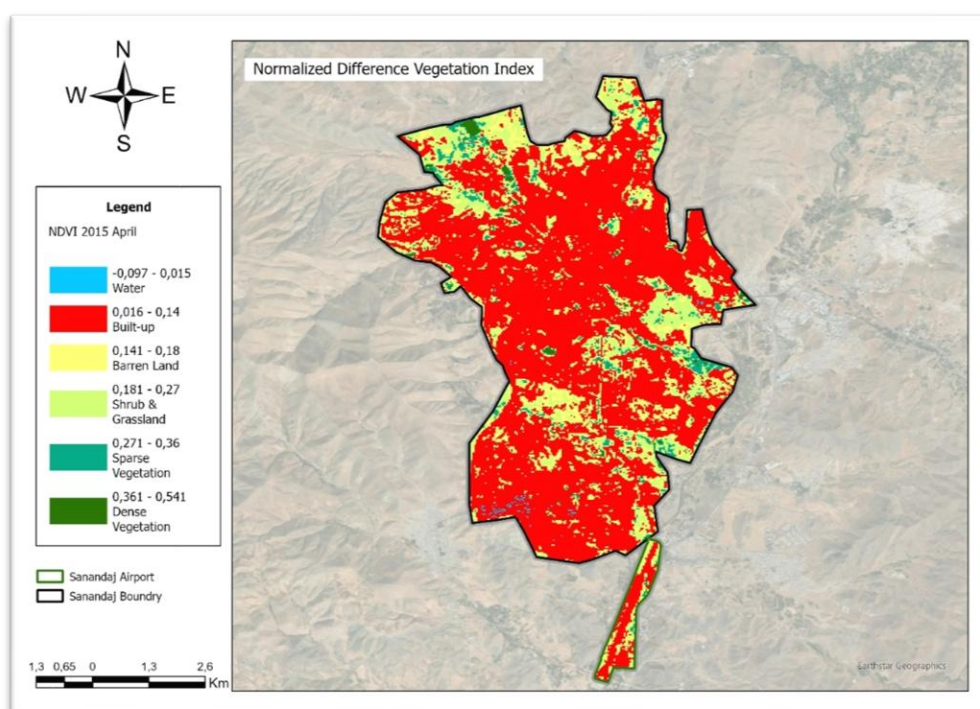 N
W E
S
Normalized Difference Vegetation Index
Legend
NDVI 2015 April
-0,097 - 0,015
Water
0,016 - 0,14
Built-up
0,141 - 0,18
Barren Land
0,181 - 0,27
Shrub &
Grassland
0,271 - 0,36
Sparse
Vegetation
0,361 - 0,541
Dense
Vegetation
Sanandaj Airport
Sanandaj Boundry
1,3 0,65 0 1,3 2,6
Km
Earthstar Geographics